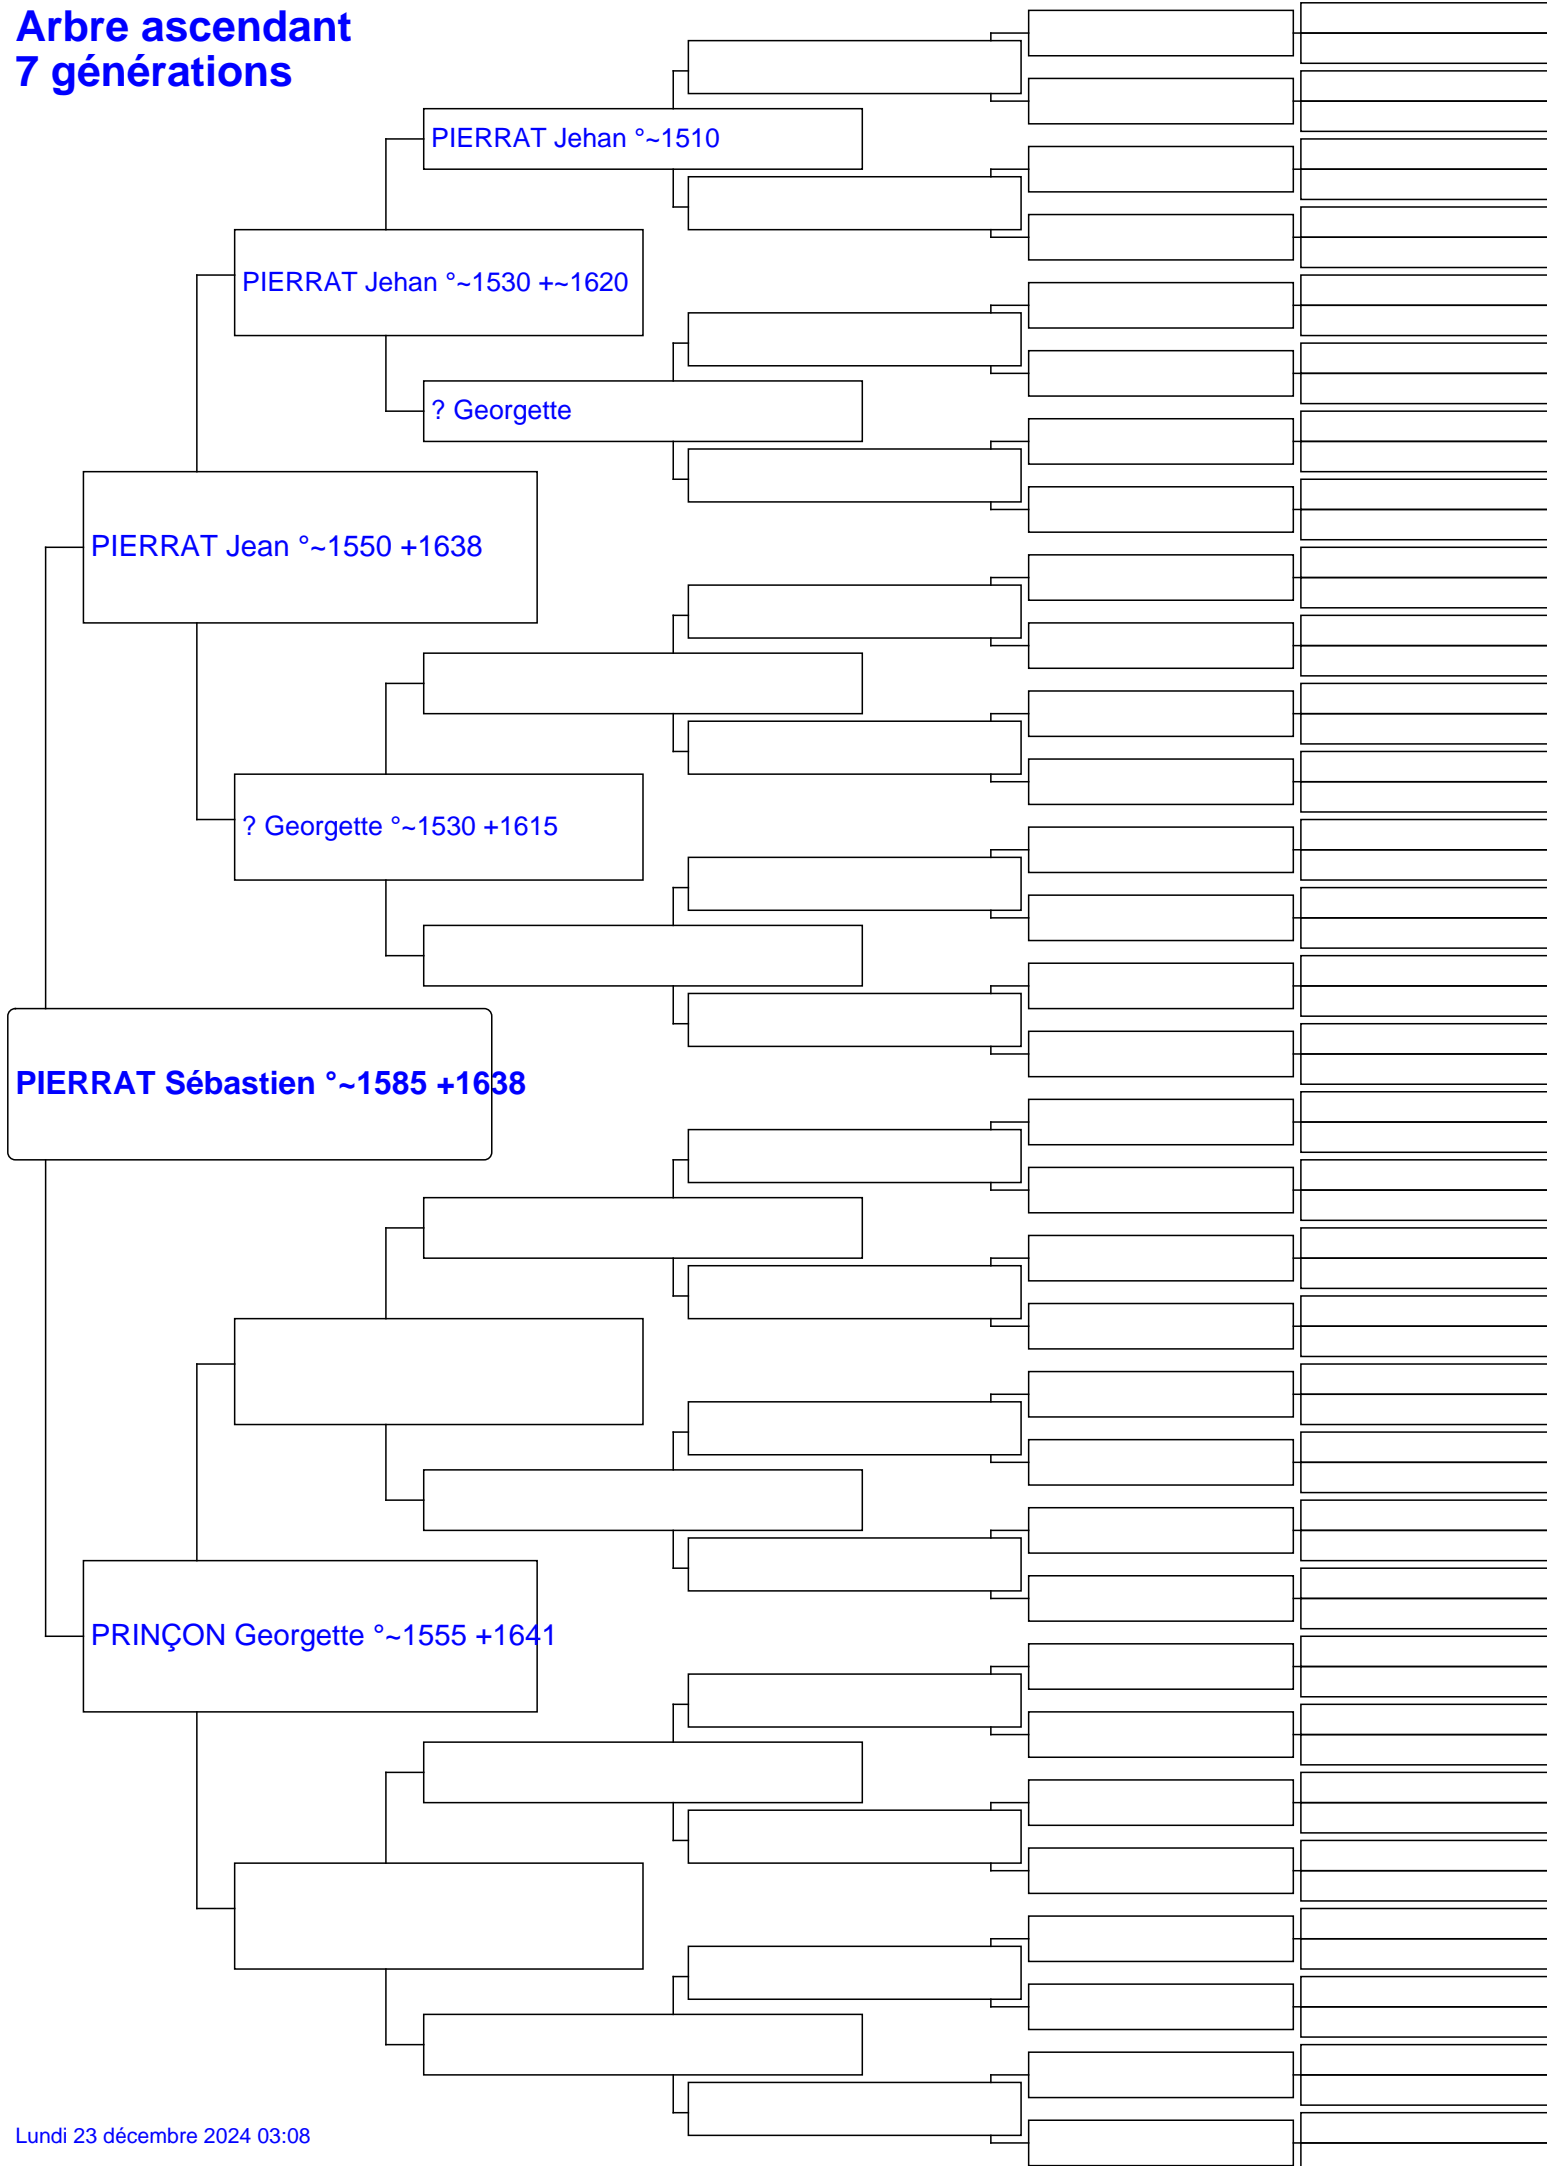 Arbre ascendant
7 générations
PIERRAT Jehan °~1510
PIERRAT Jehan °~1530 +~1620
? Georgette
PIERRAT Jean °~1550 +1638
? Georgette °~1530 +1615
PIERRAT Sébastien °~1585 +1638
PRINÇON Georgette °~1555 +1641
Lundi 23 décembre 2024 03:08